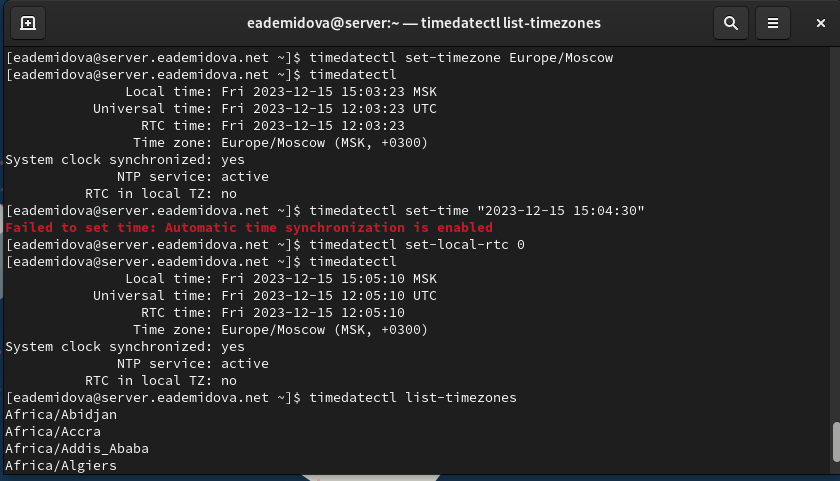 eademidova@server:~ — timedatectl list-timezones
[eademidova@server.eademidova.net ~]$ timedatectl set-timezone Europe/Moscow
[eademidova@server.eademidova.net ~]$ timedatectl
Local time: Fri 2023-12-15 15:03:23 MSK
Universal time: Fri 2023-12-15 12:03:23 UTC
RTC time: Fri 2023-12-15 12:03:23
Time zone: Europe/Moscow (MSK, +0300)
System clock synchronized: yes
NTP service: active
RTC in local TZ: no
[eademidova@server.eademidova.net ~]$ timedatectl set-time "2023-12-15 15:04:30"
Failed to set time: Automatic time synchronization is enabled
[eademidova@server.eademidova.net ~]$ timedatectl set-local-rtc 0
[eademidova@server.eademidova.net ~]$ timedatectl
Local time: Fri 2023-12-15 15:05:10 MSK
Universal time: Fri 2023-12-15 12:05:10 UTC
RTC time: Fri 2023-12-15 12:05:10
Time zone: Europe/Moscow (MSK, +0300)
System clock synchronized: yes
NTP service: active
RTC in local TZ: no
[eademidova@server.eademidova.net ~]$ timedatectl list-timezones
Africa/Abidjan
Africa/Accra
Africa/Addis_Ababa
Africa/Algiers